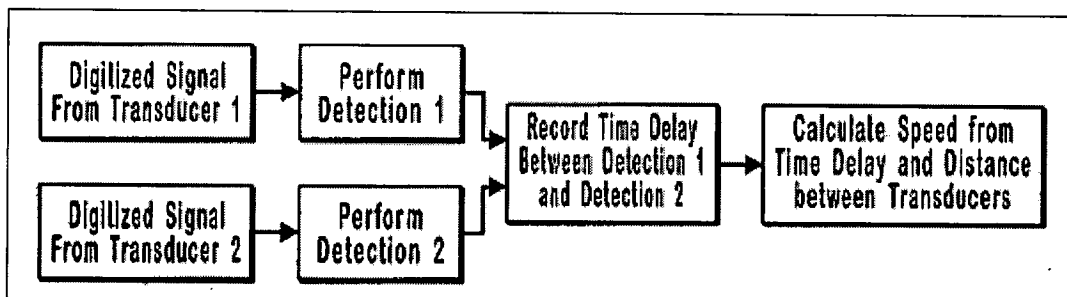 Digilized Signal
From Transducer 1
Perform
Detection 1
Record Time Delay
Between Detection 1
and Detection 2
Calculate Speed from
Time Delay and Distance
between Transducers
Digilized Signal
From Transducer 2
Perform
Detection 2